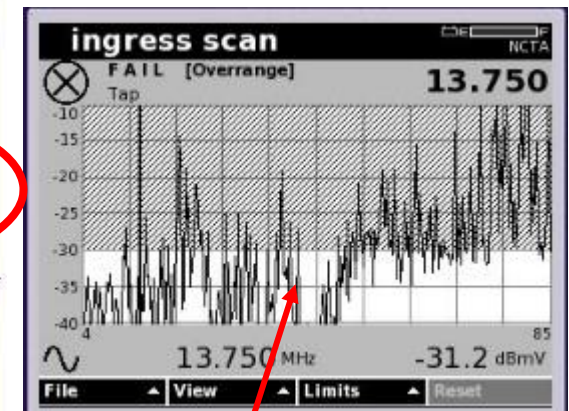 ingress scan
E F
NCTA
FAIL [Overrange]
13.750
Tap
-10
-15
-20
-25
-30
-35
-40
4
85
13.750 MHz
-31.2 dBmV
File
View
Limits
Reset